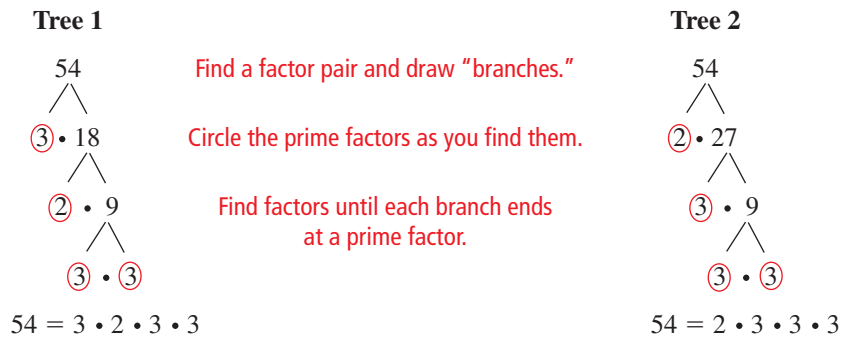 Tree 1
Tree 2
54
Find a factor pair and draw “branches.”
54
3 • 18
Circle the prime factors as you find them.
2 • 27
2 • 9
Find factors until each branch ends
at a prime factor.
3 • 9
3 • 3
3 • 3
54 = 3 • 2 • 3 • 3
54 = 2 • 3 • 3 • 3